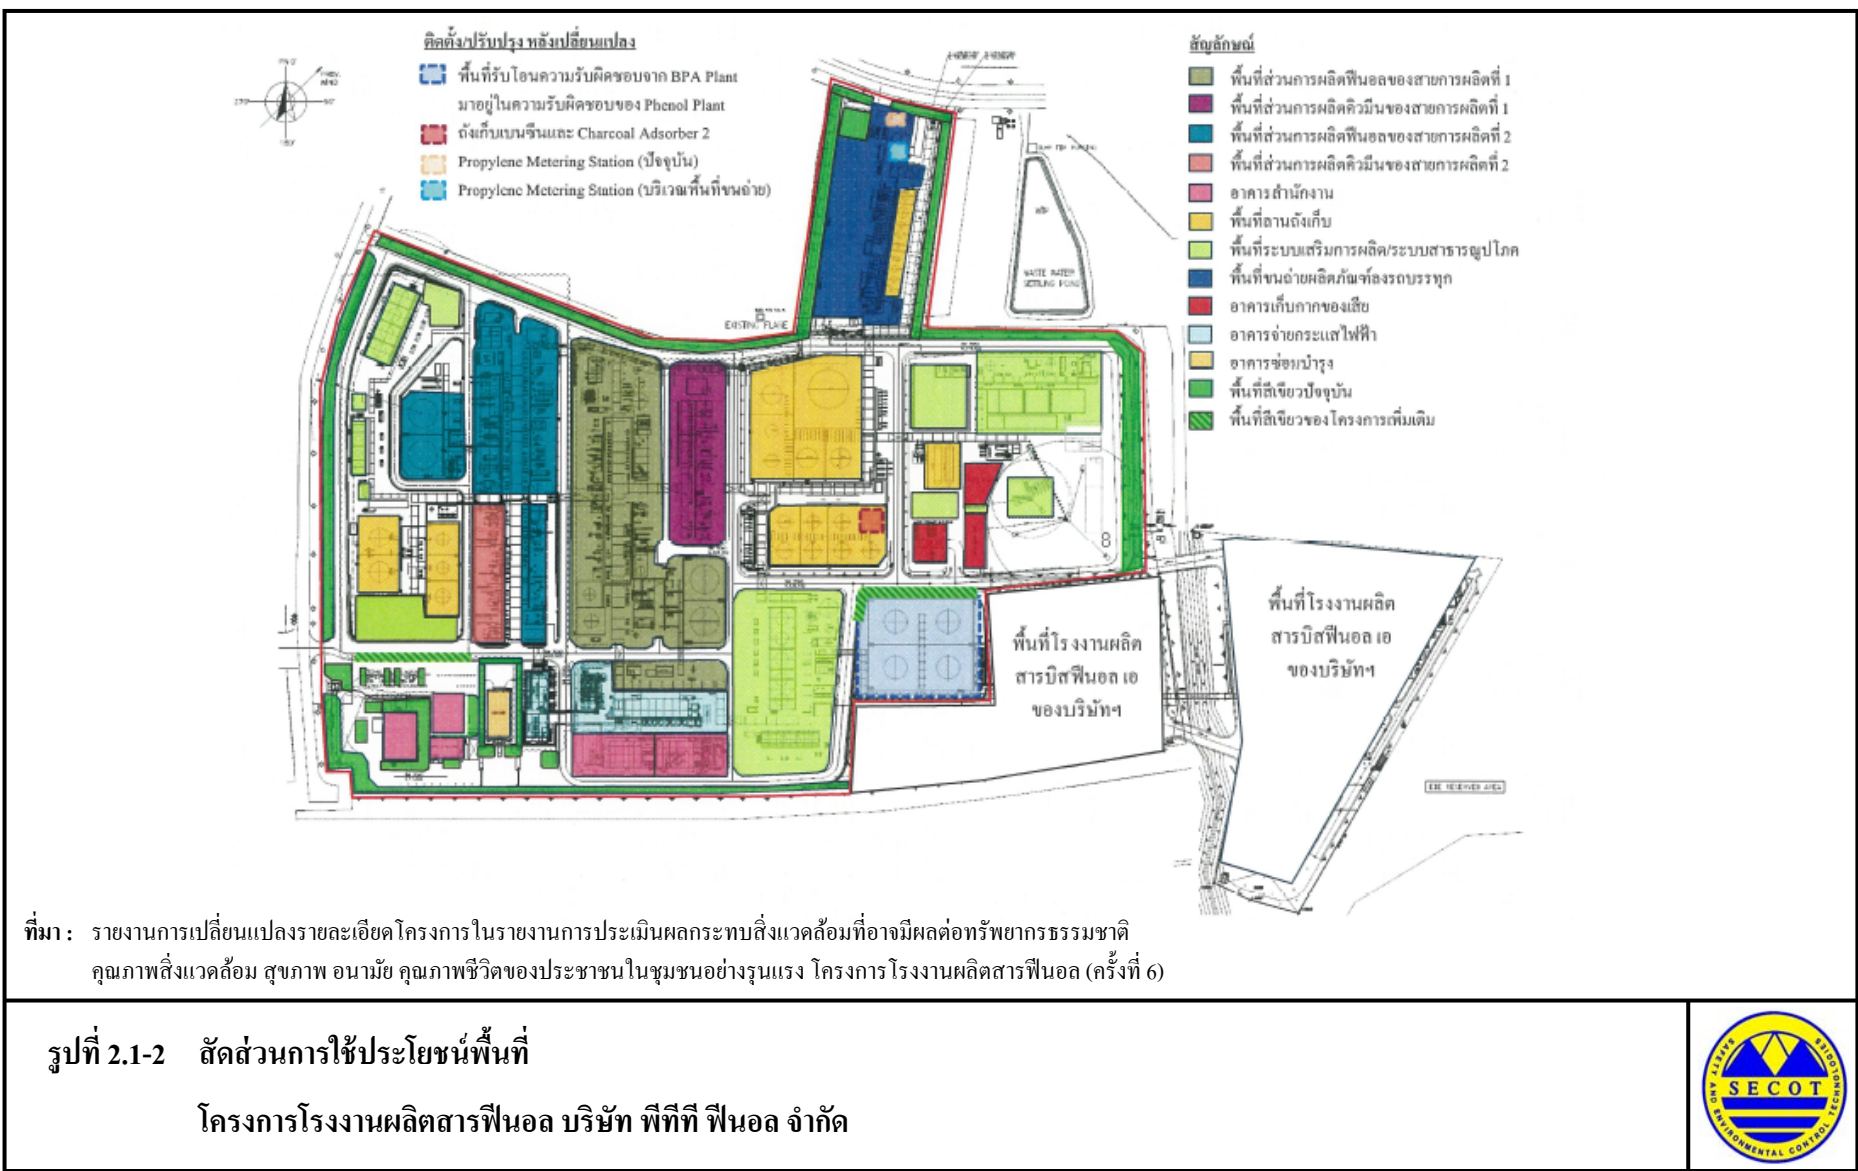 ติดตั้ง/ปรับปรุง หลังเปลี่ยนแปลง
พื้นที่รับโอนความรับผิดชอบจาก BPA Plant
มาอยู่ในความรับผิดชอบของ Phenol Plant
ถังเก็บเบนซีนและ Charcoal Adsorber 2
Propylene Metering Station (ปัจจุบัน)
Propylene Metering Station (บริเวณพื้นที่ขนถ่าย)
สัญลักษณ์
พื้นที่ส่วนการผลิตฟีนอลของสายการผลิตที่ 1
พื้นที่ส่วนการผลิตคิวมีนของสายการผลิตที่ 1
พื้นที่ส่วนการผลิตฟีนอลของสายการผลิตที่ 2
พื้นที่ส่วนการผลิตคิวมีนของสายการผลิตที่ 2
อาคารสำนักงาน
พื้นที่ลานถังเก็บ
พื้นที่ระบบเสริมการผลิต/ระบบสาธารณูปโภค
พื้นที่ขนถ่ายผลิตภัณฑ์ลงรถบรรทุก
อาคารเก็บกากของเสีย
อาคารจ่ายกระแสไฟฟ้า
อาคารซ่อมบำรุง
พื้นที่สีเขียวปัจจุบัน
พื้นที่สีเขียวของโครงการเพิ่มเติม
WASTE WATER
SETTLING POND
EXISTING FLARE
พื้นที่โรงงานผลิต
สารบิสฟีนอล เอ
ของบริษัทฯ
พื้นที่โรงงานผลิต
สารบิสฟีนอล เอ
ของบริษัทฯ
ที่มา : รายงานการเปลี่ยนแปลงรายละเอียดโครงการในรายงานการประเมินผลกระทบสิ่งแวดล้อมที่อาจมีผลต่อทรัพยากรธรรมชาติ
คุณภาพสิ่งแวดล้อม สุขภาพ อนามัย คุณภาพชีวิตของประชาชนในชุมชนอย่างรุนแรง โครงการโรงงานผลิตสารฟีนอล (ครั้งที่ 6)
รูปที่ 2.1-2 สัดส่วนการใช้ประโยชน์พื้นที่
โครงการโรงงานผลิตสารฟีนอล บริษัท พีทีที ฟีนอล จำกัด
SECOT
SAFETY AND ENVIRONMENTAL CONTROL TECHNOLOGIES